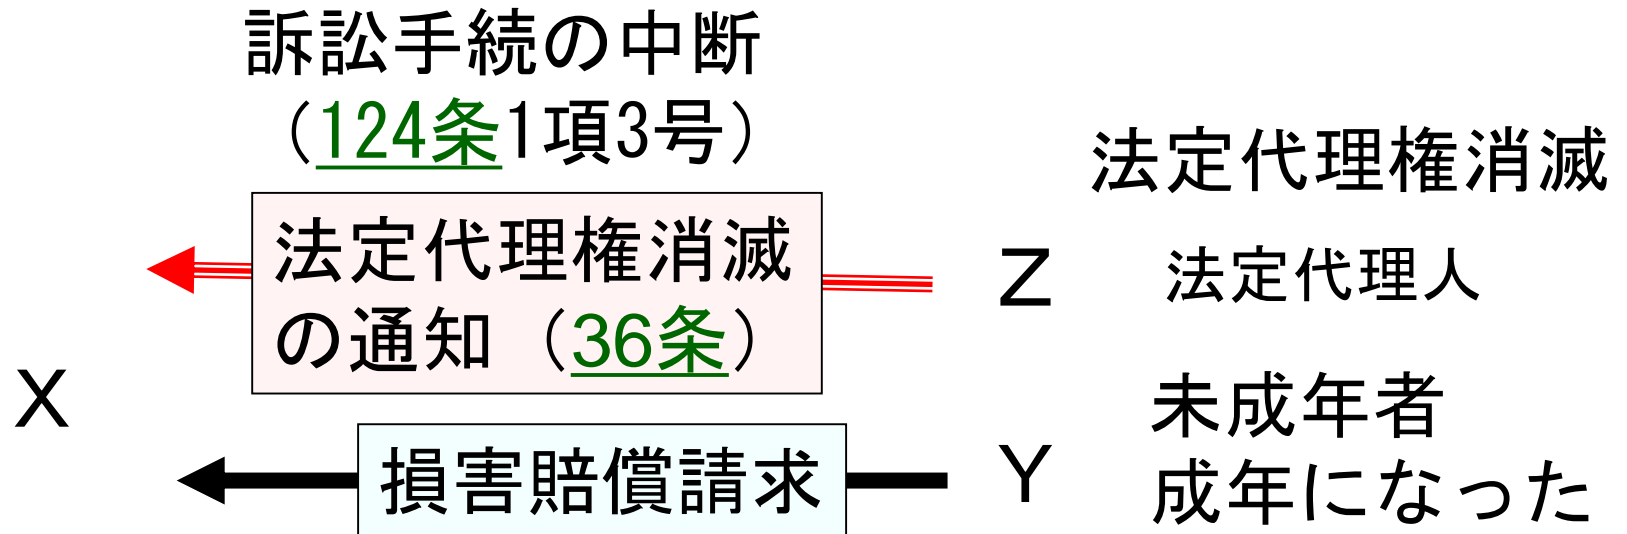 訴訟手続の中断
（124条1項3号）
法定代理権消滅
法定代理権消滅
の通知（36条）
Z
法定代理人
X
未成年者
損害賠償請求
Y
成年になった